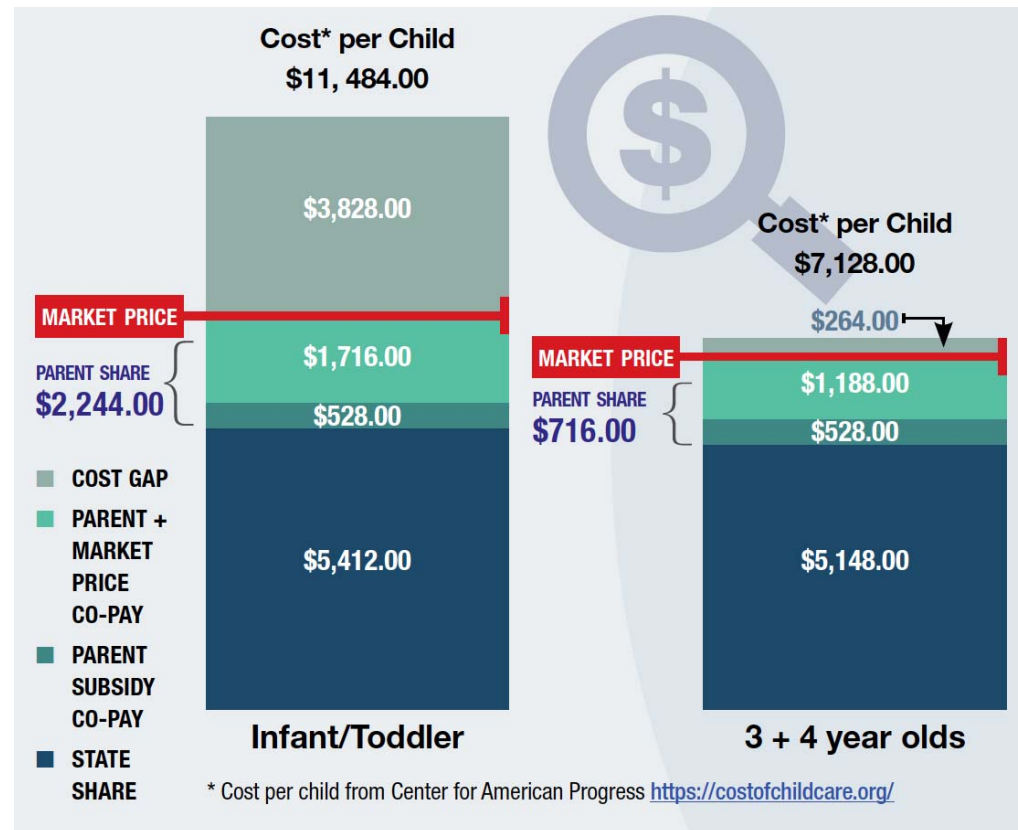 Cost* per Child
$11, 484.00
$3,828.00
MARKET PRICE
$1,716.00
PARENT SHARE
$2,244.00
$528.00
$5,412.00
Infant/Toddler
$
Cost* per Child
$7,128.00
$264.00
MARKET PRICE
$1,188.00
PARENT SHARE
$716.00
$528.00
$5,148.00
3 + 4 year olds
COST GAP
PARENT +
MARKET
PRICE
CO-PAY
PARENT
SUBSIDY
CO-PAY
STATE
SHARE
* Cost per child from Center for American Progress https://costofchildcare.org/